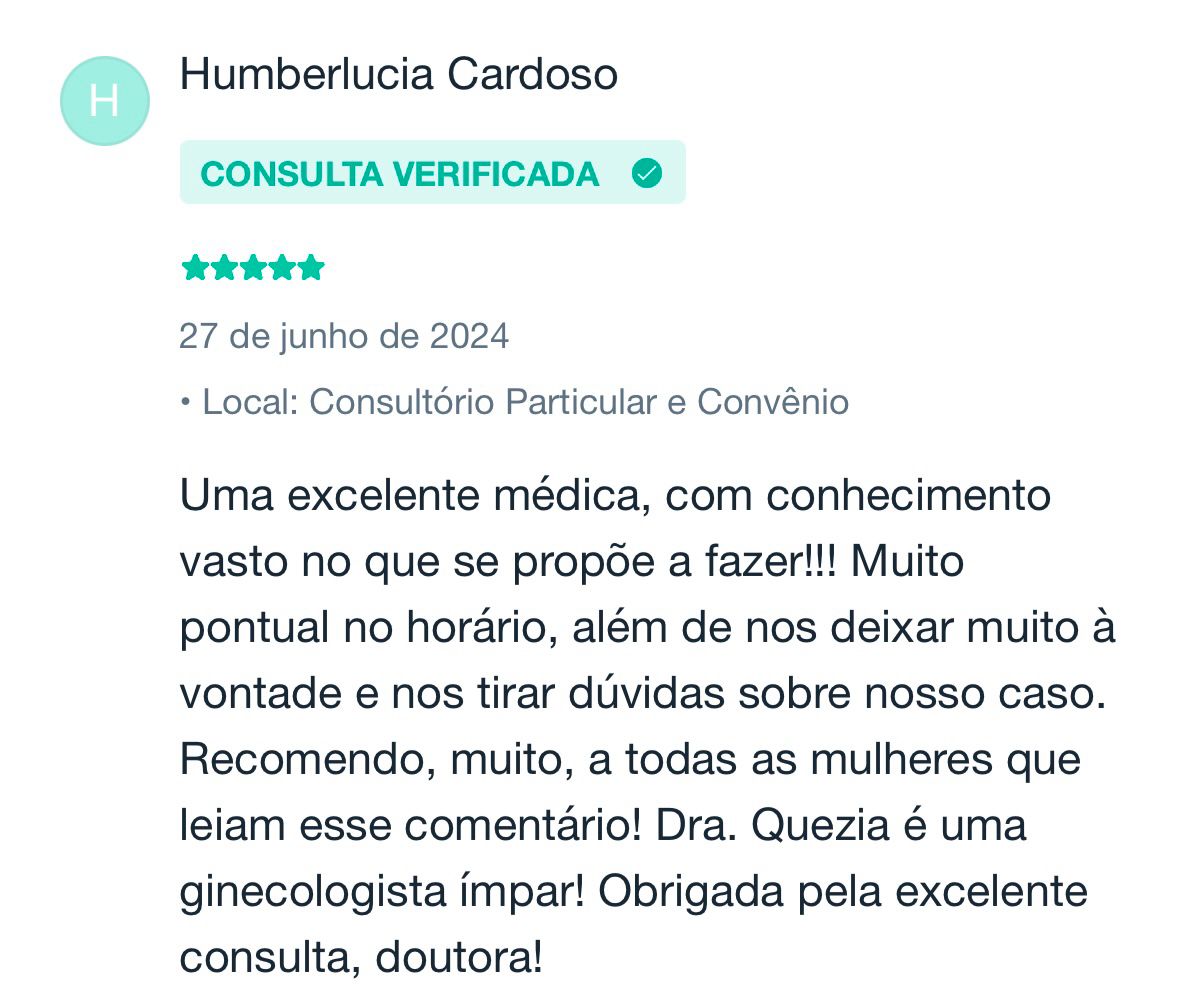 H
Humberlucia Cardoso
CONSULTA VERIFICADA
27 de junho de 2024
• Local: Consultório Particular e Convênio
Uma excelente médica, com conhecimento
vasto no que se propõe a fazer!!! Muito
pontual no horário, além de nos deixar muito à
vontade e nos tirar dúvidas sobre nosso caso.
Recomendo, muito, a todas as mulheres que
leiam esse comentário! Dra. Quezia é uma
ginecologista ímpar! Obrigada pela excelente
consulta, doutora!